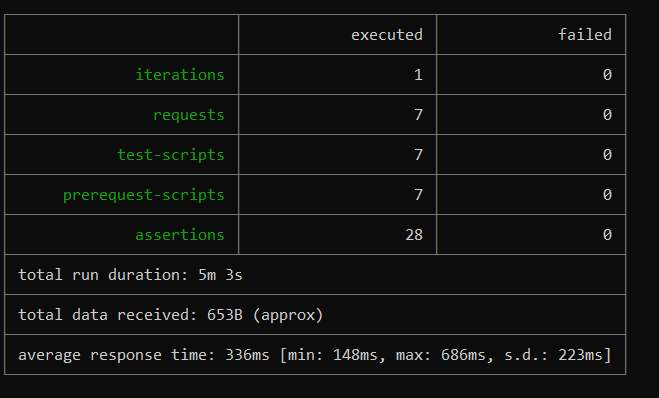 executed failed
iterations 1 0
requests 7 0
test-scripts 7 0
prerequest-scripts 7 0
assertions 28 0
total run duration: 5m 3s
total data received: 653B (approx)
average response time: 336ms [min: 148ms, max: 686ms, s.d.: 223ms]